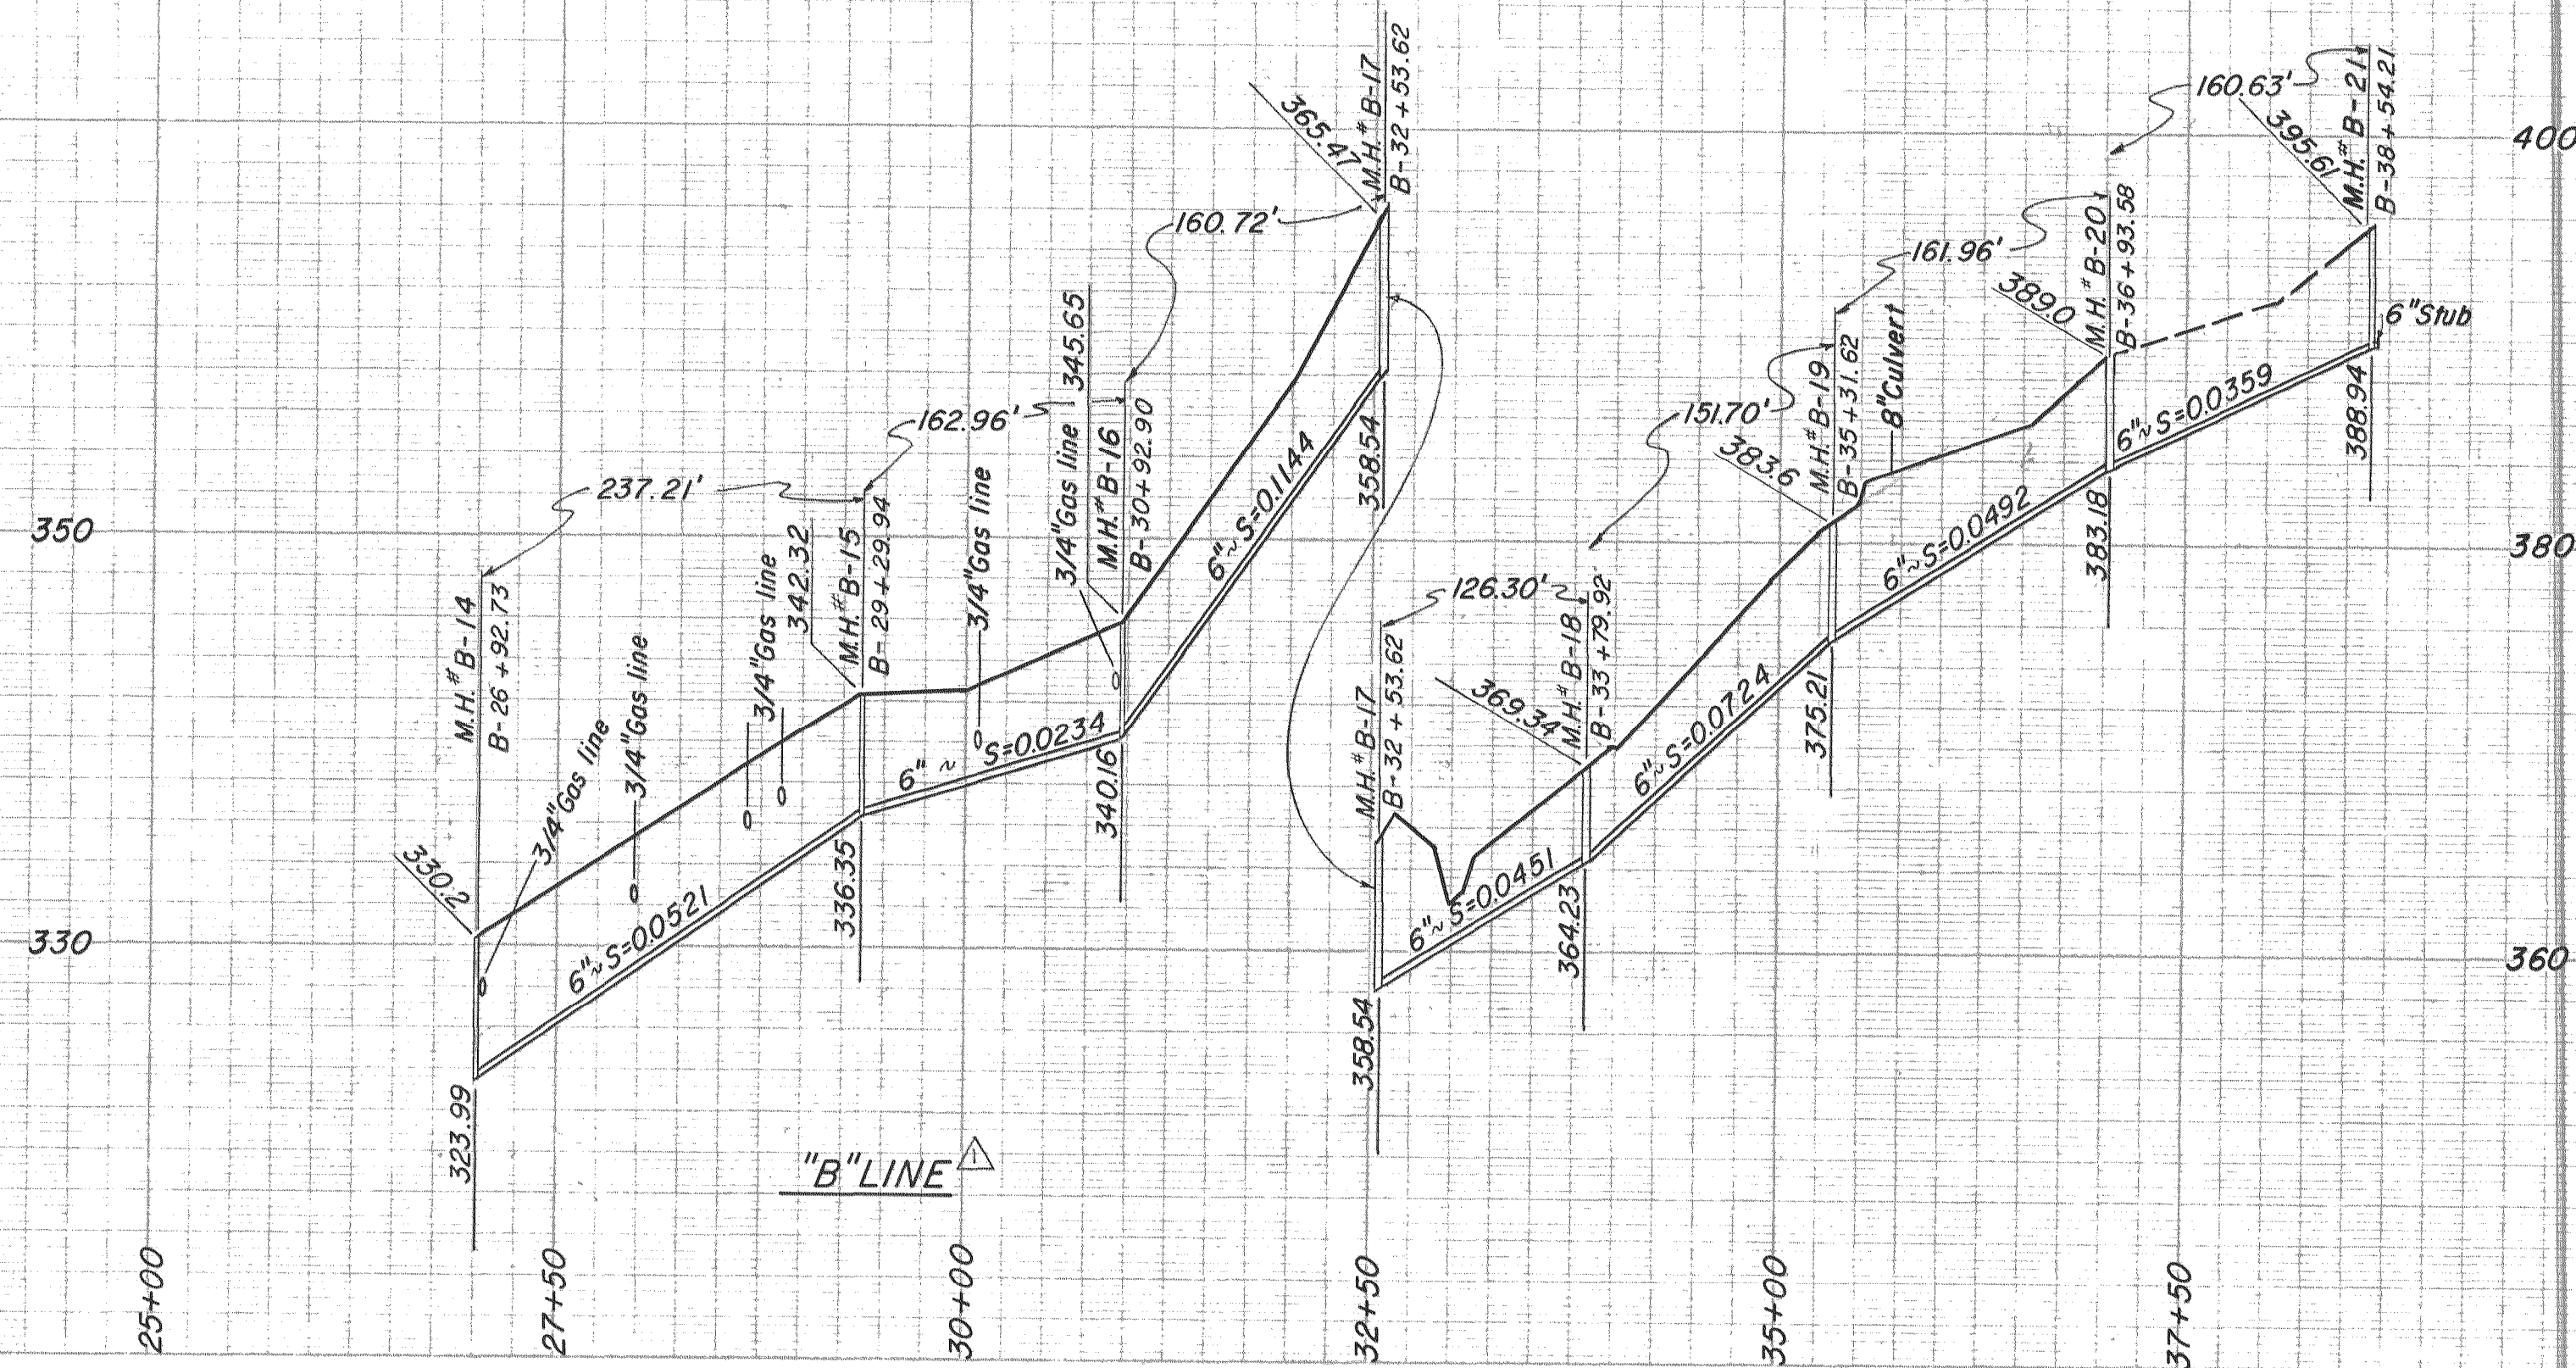 M.H.# B-14
B-26+92.73
330.2
3/4" Gas line
3/4" Gas line
237.21'
3/4" Gas line
342.32
M.H.# B-15
B-29+29.94
162.96'
3/4" Gas line
3/4" Gas line
345.65
M.H.# B-16
B-30+92.90
160.72'
365.47
M.H.# B-17
B-32+53.62
6"~S=0.0521
6" ~ S=0.0234
6"~S=0.1144
323.99
336.35
340.16
358.54
M.H.# B-17
B-32+53.62
126.30'
369.34
M.H.# B-18
B-33+79.92
151.70'
383.6
M.H.# B-19
B-35+31.62
8" Culvert
161.96'
389.0
M.H.# B-20
B-36+93.58
160.63'
395.61
M.H.# B-21
B-38+54.21
6" Stub
6"~S=0.0451
6"~S=0.0724
6"~S=0.0492
6"~S=0.0359
358.54
364.23
375.21
383.18
388.94
350
330
400
380
360
"B" LINE 1
25+00
27+50
30+00
32+50
35+00
37+50